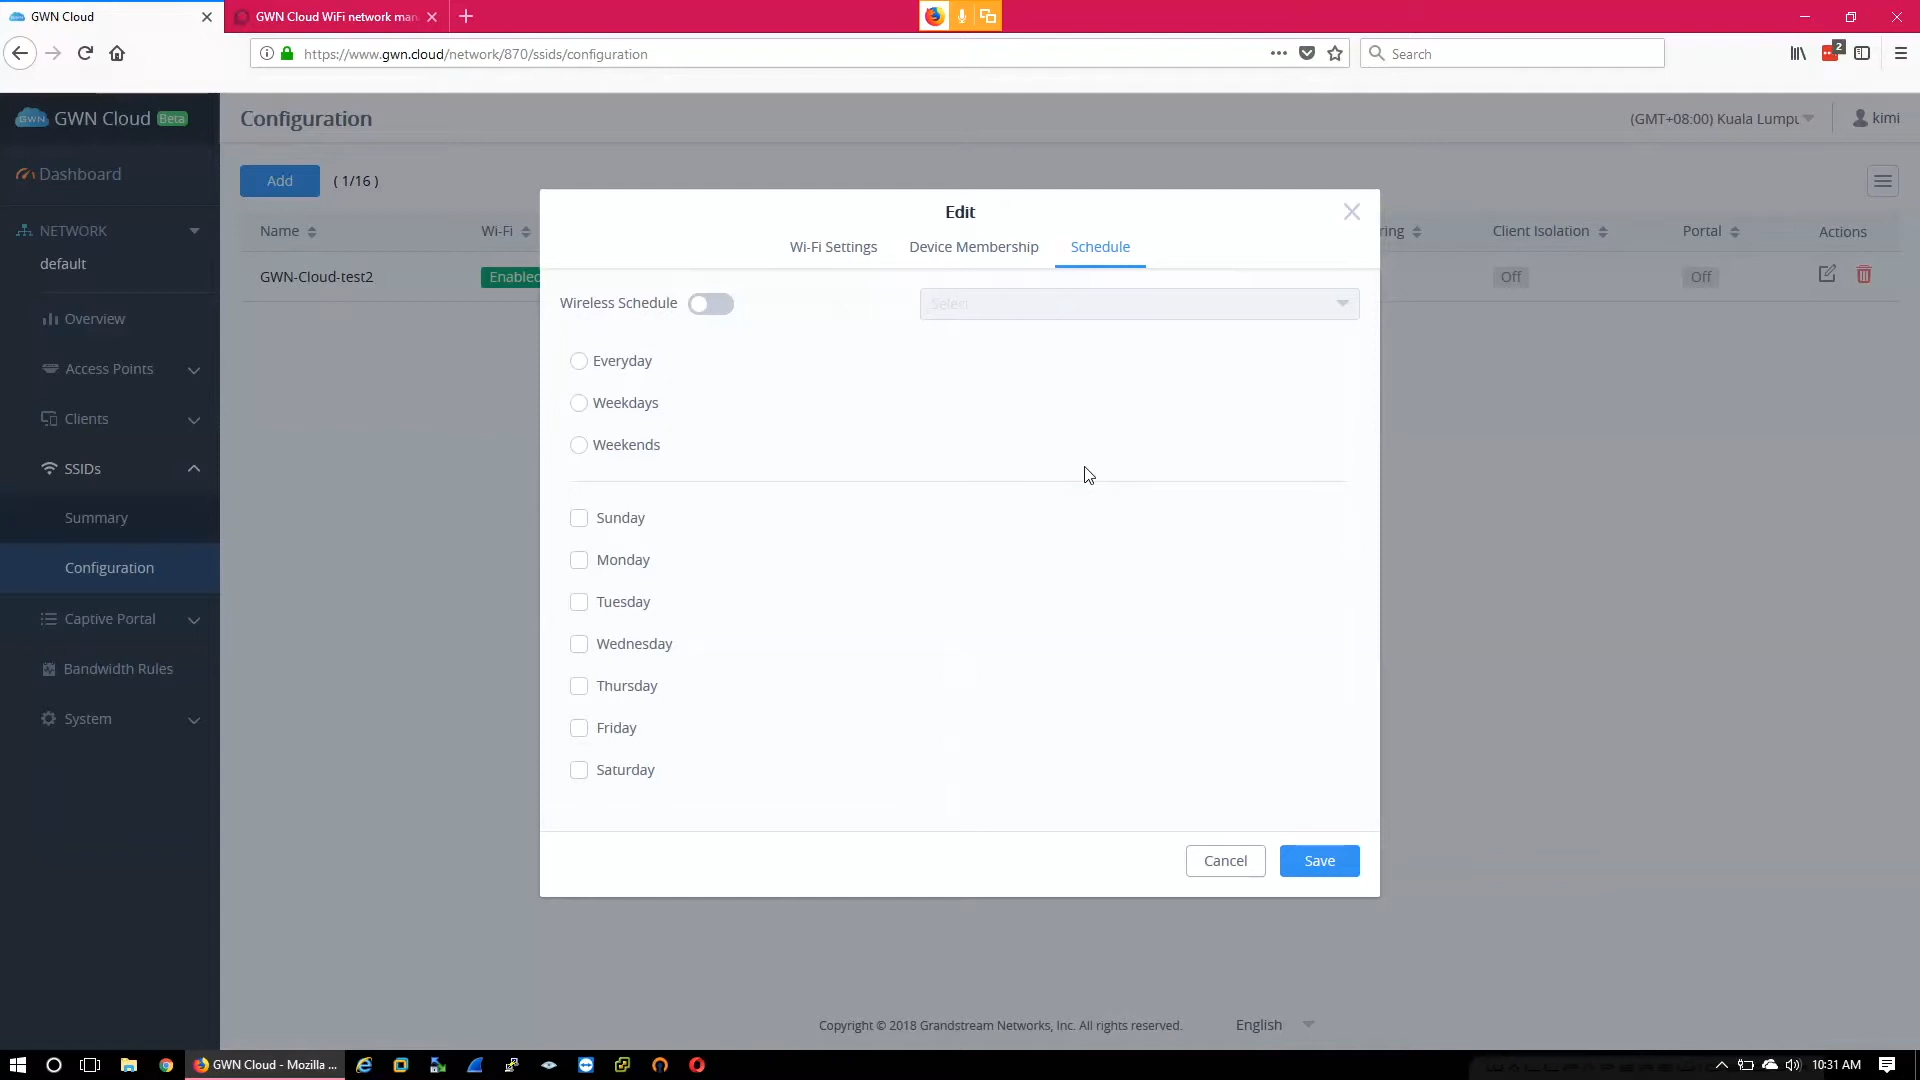 GWN Cloud
GWN Cloud WiFi network man
https://www.gwn.cloud/network/870/ssids/configuration
Search
2
GWN
GWN Cloud Beta
Configuration
(GMT+08:00) Kuala Lumpu
kimi
Dashboard
Add
( 1/16 )
NETWORK
default
Name
Wi-Fi
ring
Client Isolation
Portal
Actions
GWN-Cloud-test2
Enabled
Off
Off
Overview
Access Points
Clients
SSIDs
Summary
Configuration
Captive Portal
Bandwidth Rules
System
Edit
Wi-Fi Settings
Device Membership
Schedule
Wireless Schedule
Select
Everyday
Weekdays
Weekends
Sunday
Monday
Tuesday
Wednesday
Thursday
Friday
Saturday
Cancel
Save
Copyright © 2018 Grandstream Networks, Inc. All rights reserved.
English
GWN Cloud - Mozilla ...
10:31 AM